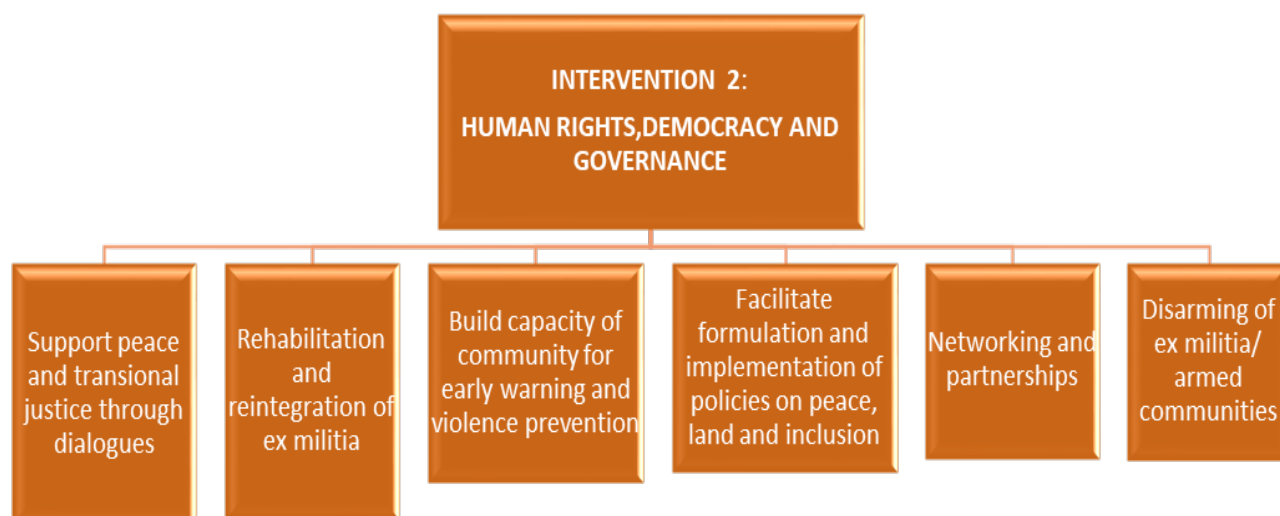 INTERVENTION 2:
HUMAN RIGHTS,DEMOCRACY AND
GOVERNANCE
Support peace
and transional
justice through
dialogues
Rehabilitation
and
reintegration of
ex militia
Build capacity of
community for
early warning and
violence prevention
Facilitate
formulation and
implementation of
policies on peace,
land and inclusion
Networking and
partnerships
Disarming of
ex militia/
armed
communities